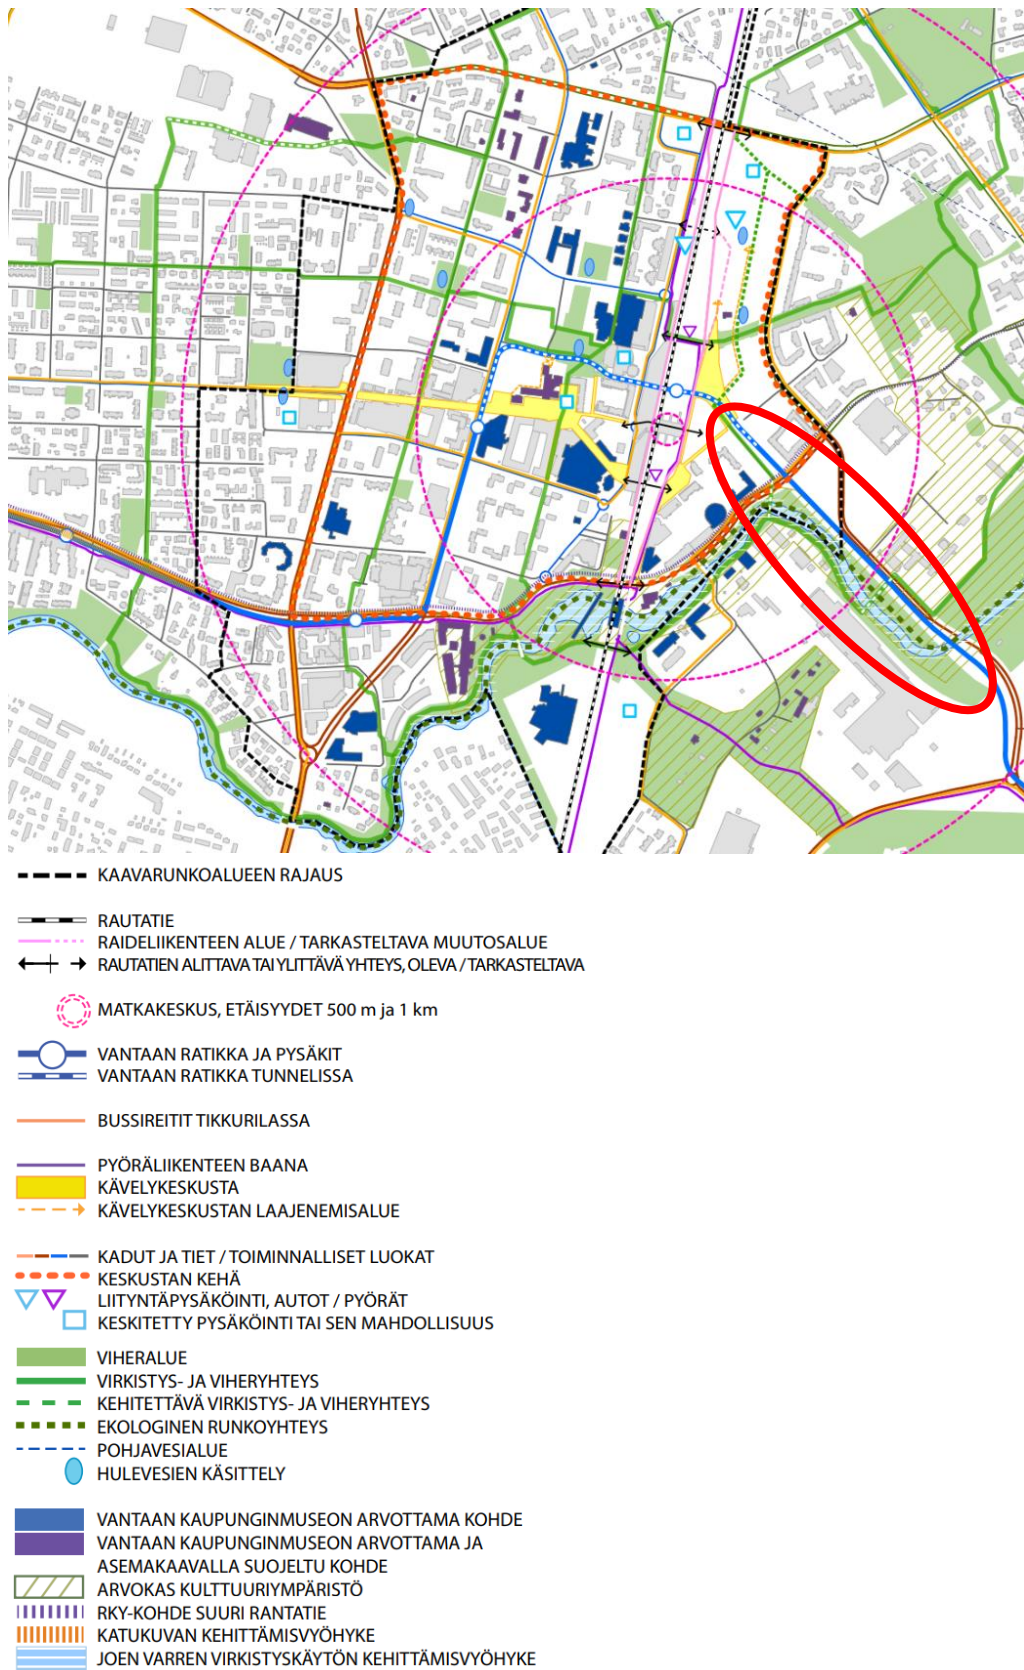 KAAVARUNKOALUEEN RAJAUS
RAUTATIE
RAIDELIIKENTEEN ALUE / TARKASTELTAVA MUUTOSALUE
RAUTATIEN ALITTAVA TAI YLITTÄVÄ YHTEYS, OLEVA / TARKASTELTAVA
MATKAKESKUS, ETÄISYYDET 500 m ja 1 km
VANTAAN RATIKKA JA PYSÄKIT
VANTAAN RATIKKA TUNNELISSA
BUSSIREITIT TIKKURILASSA
PYÖRÄLIIKENTEEN BAANA
KÄVELYKESKUSTA
KÄVELYKESKUSTAN LAAJENEMISALUE
KADUT JA TIET / TOIMINNALLISET LUOKAT
KESKUSTAN KEHÄ
LIITYNTÄPYSÄKÖINTI, AUTOT / PYÖRÄT
KESKITETTY PYSÄKÖINTI TAI SEN MAHDOLLISUUS
VIHERALUE
VIRKISTYS- JA VIHERYHTEYS
KEHITETTÄVÄ VIRKISTYS- JA VIHERYHTEYS
EKOLOGINEN RUNKOYHTEYS
POHJAVESIALUE
HULEVESIEN KÄSITTELY
VANTAAN KAUPUNGINMUSEON ARVOTTAMA KOHDE
VANTAAN KAUPUNGINMUSEON ARVOTTAMA JA
ASEMAKAAVALLA SUOJELTU KOHDE
ARVOKAS KULTTUURIYMPÄRISTÖ
RKY-KOHDE SUURI RANTATIE
KATUKUVAN KEHITTÄMISVYÖHYKE
JOEN VARREN VIRKISTYSKÄYTÖN KEHITTÄMISVYÖHYKE